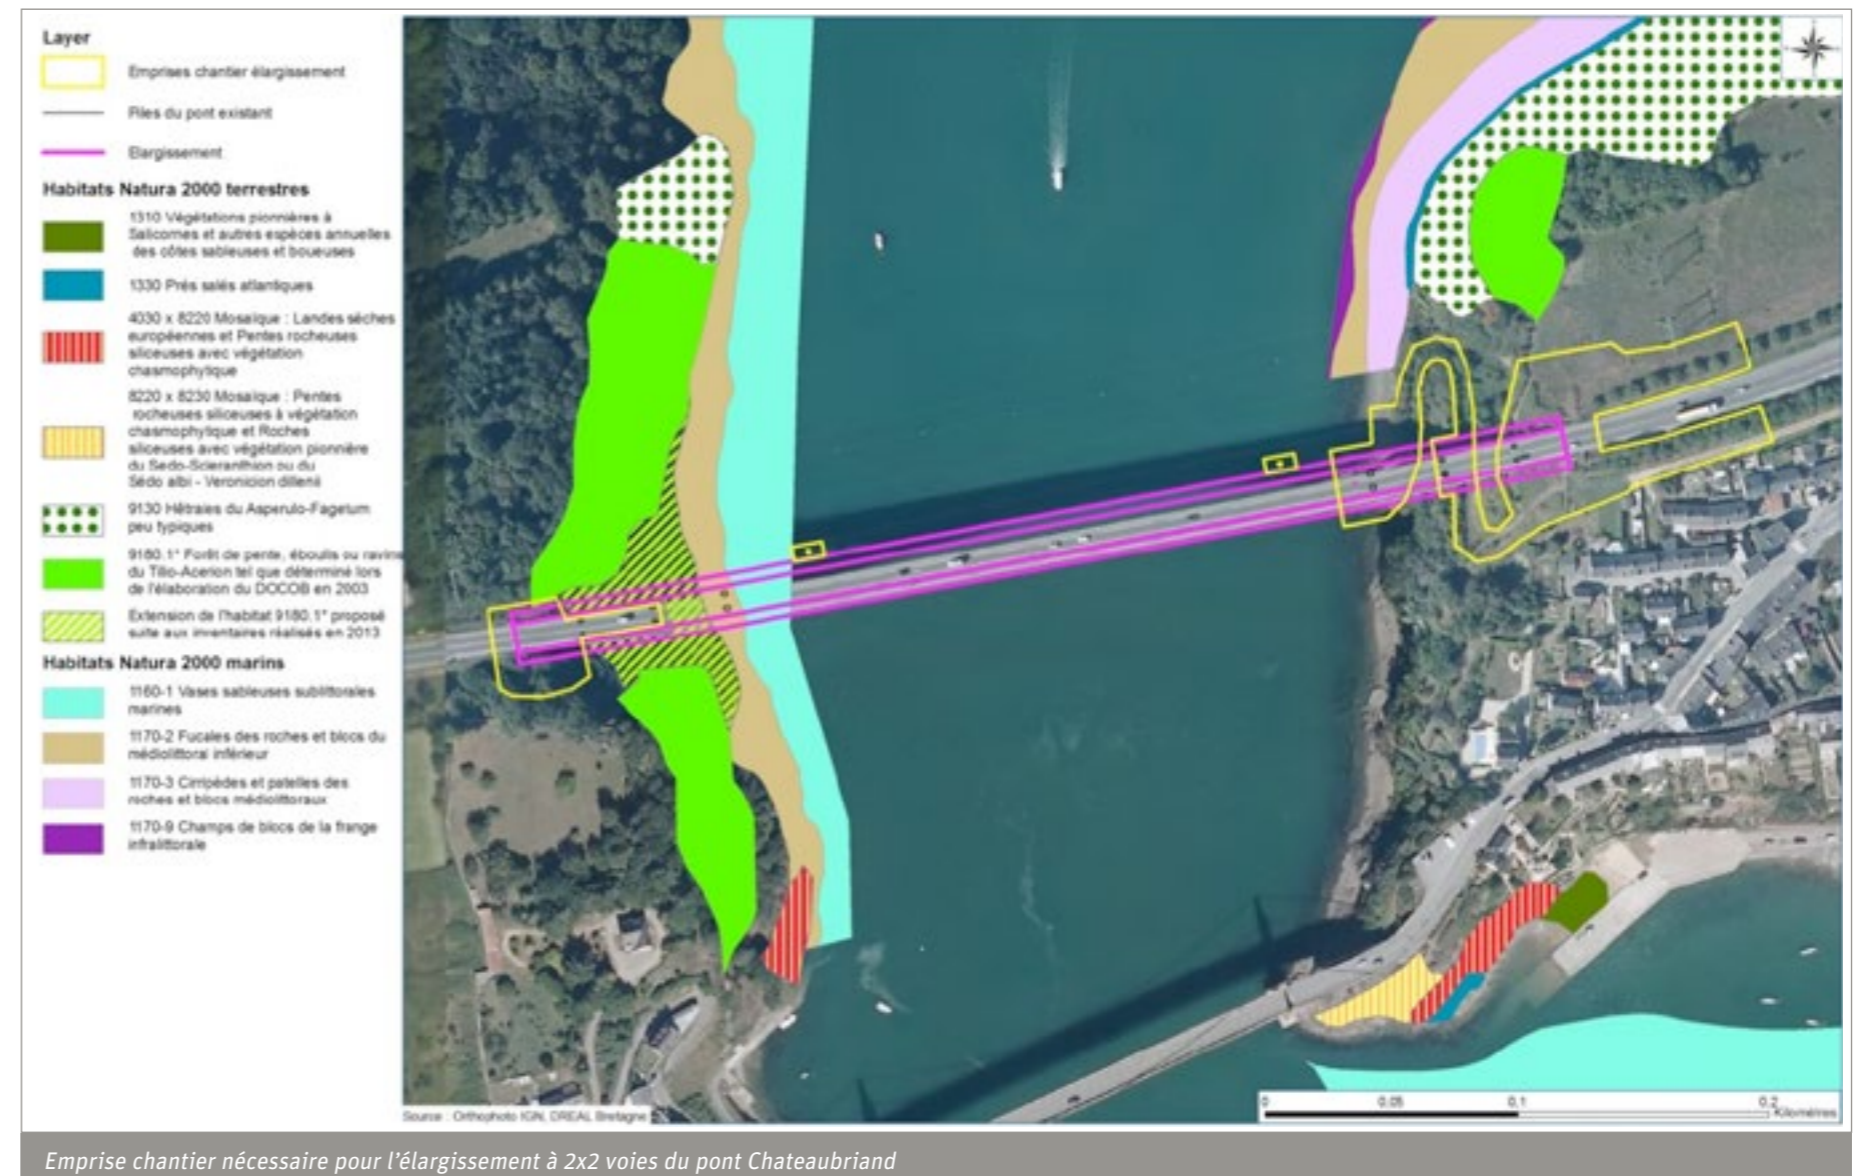 Layer
Emprises chantier élargissement
Piles du pont existant
Elargissement
Habitats Natura 2000 terrestres
1310 Végétations pionnières à
Salicornes et autres espèces annuelles
des côtes sableuses et boueuses
1330 Prés salés atlantiques
4030 x 8220 Mosaïque : Landes sèches
européennes et Pentes rocheuses
siliceuses avec végétation
chasmophytique
8220 x 8230 Mosaïque : Pentes
rocheuses siliceuses à végétation
chasmophytique et Roches
siliceuses avec végétation pionnière
du Sedo-Scleranthion ou du
Sédo albi - Veronicion dillenii
9130 Hêtraies du Asperulo-Fagetum
peu typiques
9180.1* Forêt de pente, éboulis ou ravins
du Tilio-Acerion tel que déterminé lors
de l'élaboration du DOCOB en 2003
Extension de l'habitat 9180.1* proposé
suite aux inventaires réalisés en 2013
Habitats Natura 2000 marins
1160-1 Vases sableuses sublittorales
marines
1170-2 Fucales des roches et blocs du
médiolittoral inférieur
1170-3 Cirripèdes et patelles des
roches et blocs médiolittoraux
1170-9 Champs de blocs de la frange
infralittorale
Source : Orthophoto IGN, DREAL Bretagne
0 0,05 0,1 0,2
Kilomètres
Emprise chantier nécessaire pour l'élargissement à 2x2 voies du pont Chateaubriand